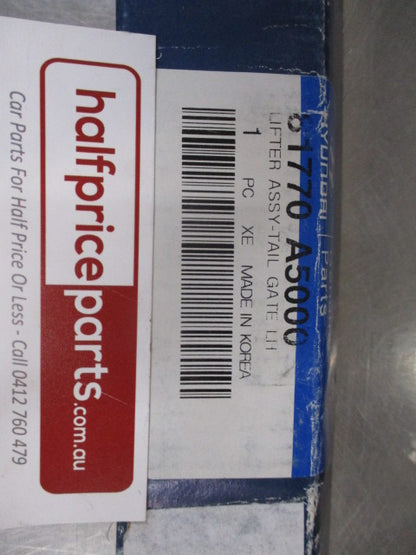 halfpriceparts.com.au
Car Parts For Half Price Or Less - Call 0412 760 479
HYUNDAI Parts
81770 A5000
LIFTER ASSY-TAIL GATE LH
1 PC XE MADE IN KOREA